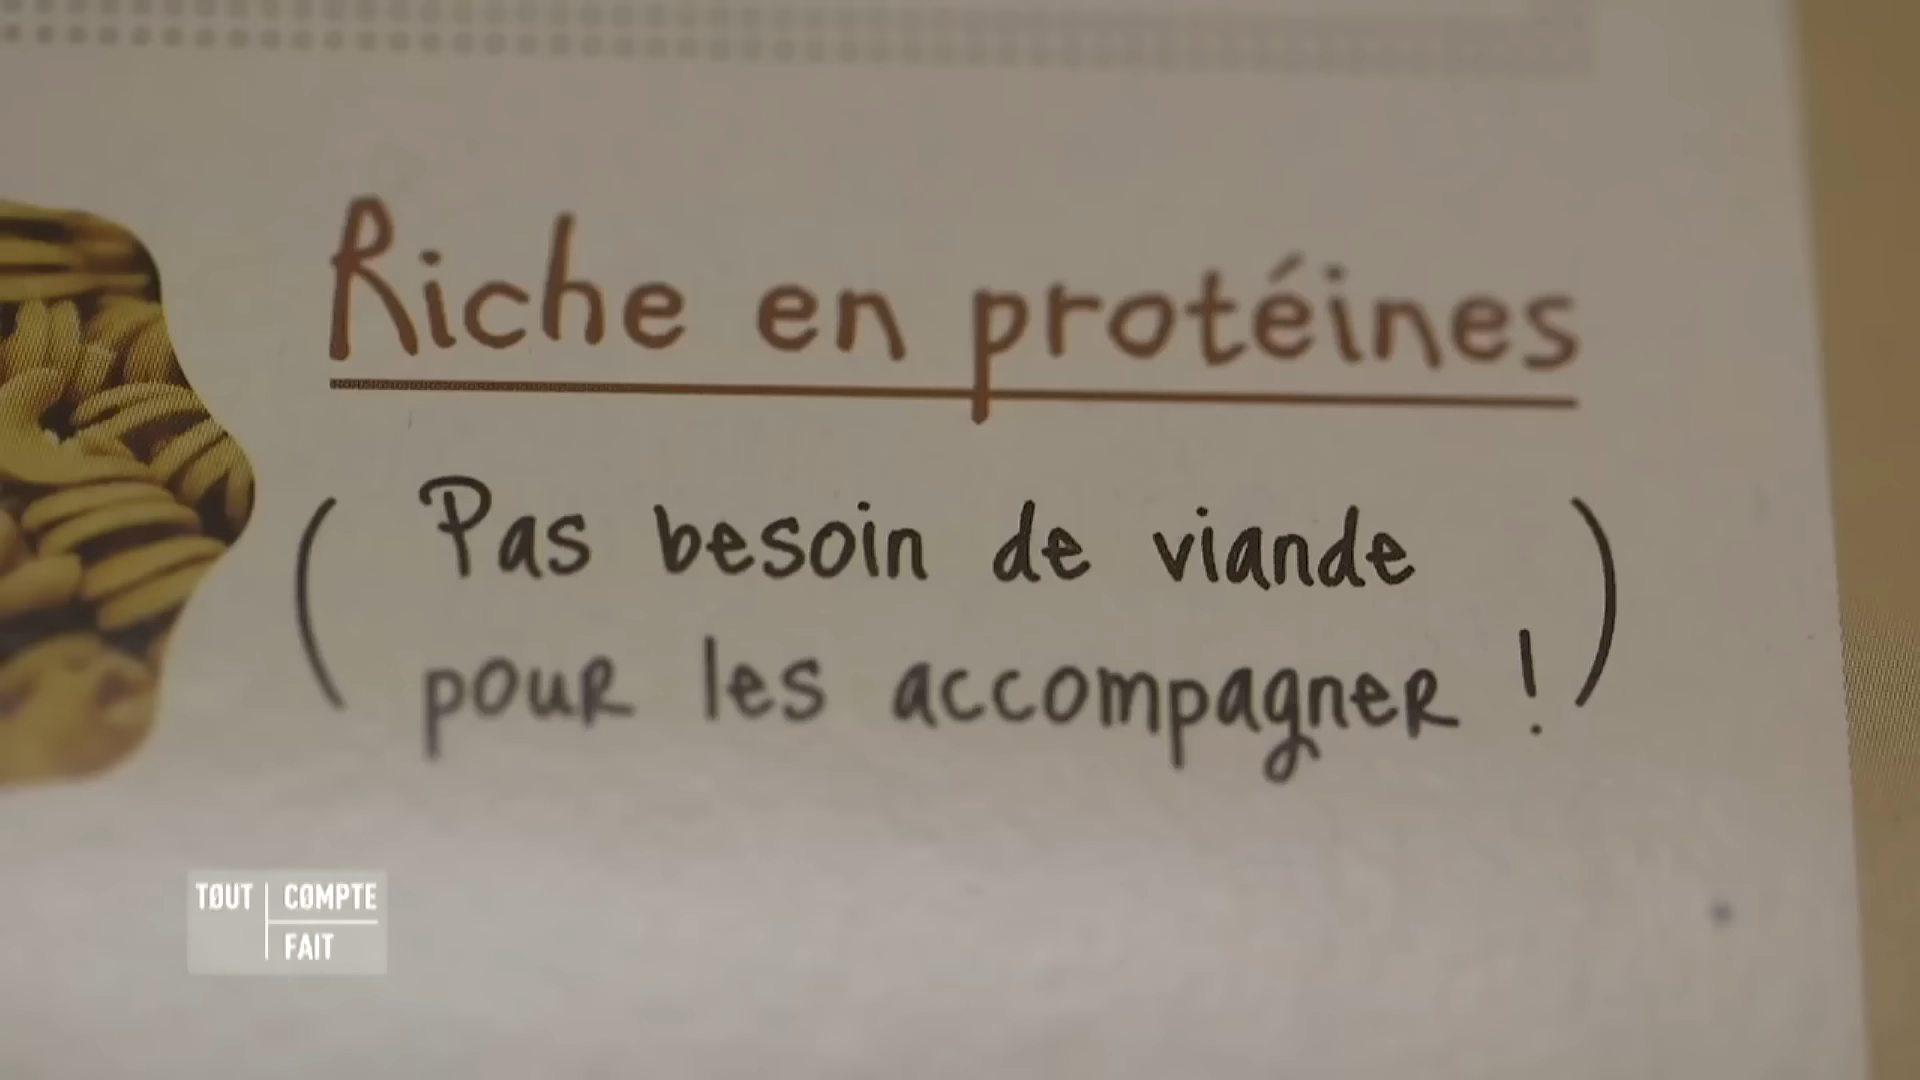 Riche en protéines
( Pas besoin de viande
pour les accompagner ! )
TOUT COMPTE
FAIT